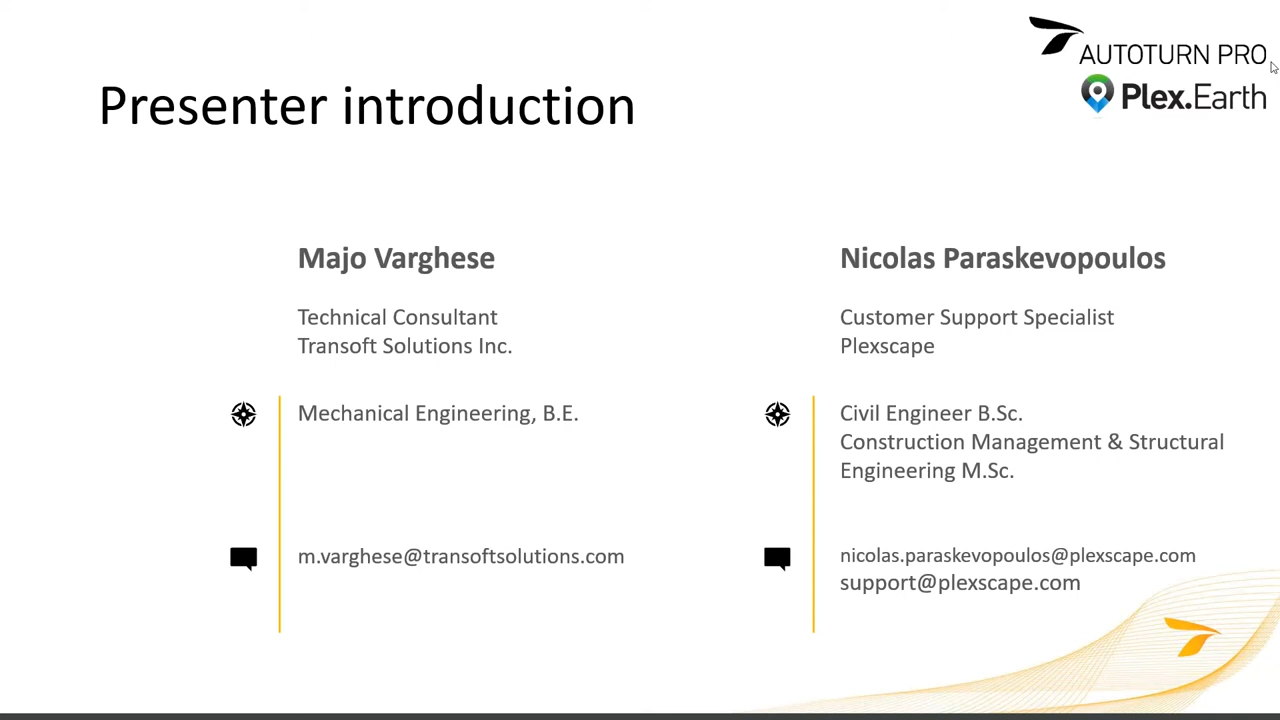 AUTOTURN PRO
Plex.Earth
Presenter introduction
Majo Varghese
Technical Consultant
Transoft Solutions Inc.
Mechanical Engineering, B.E.
m.varghese@transoftsolutions.com
Nicolas Paraskevopoulos
Customer Support Specialist
Plexscape
Civil Engineer B.Sc.
Construction Management & Structural
Engineering M.Sc.
nicolas.paraskevopoulos@plexscape.com
support@plexscape.com